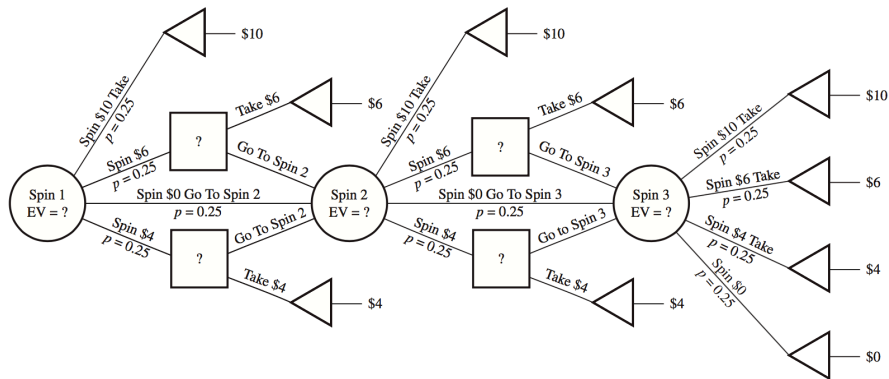 Spin 1
EV = ?
Spin $10 Take
p = 0.25
$10
Spin $6
p = 0.25
?
Take $6
$6
Go To Spin 2
Spin $0 Go To Spin 2
p = 0.25
Spin $4
p = 0.25
?
Go To Spin 2
Take $4
$4
Spin 2
EV = ?
Spin $10 Take
p = 0.25
$10
Spin $6
p = 0.25
?
Take $6
$6
Go To Spin 3
Spin $0 Go To Spin 3
p = 0.25
Spin $4
p = 0.25
?
Go to Spin 3
Take $4
$4
Spin 3
EV = ?
Spin $10 Take
p = 0.25
$10
Spin $6 Take
p = 0.25
$6
Spin $4 Take
p = 0.25
$4
Spin $0
p = 0.25
$0